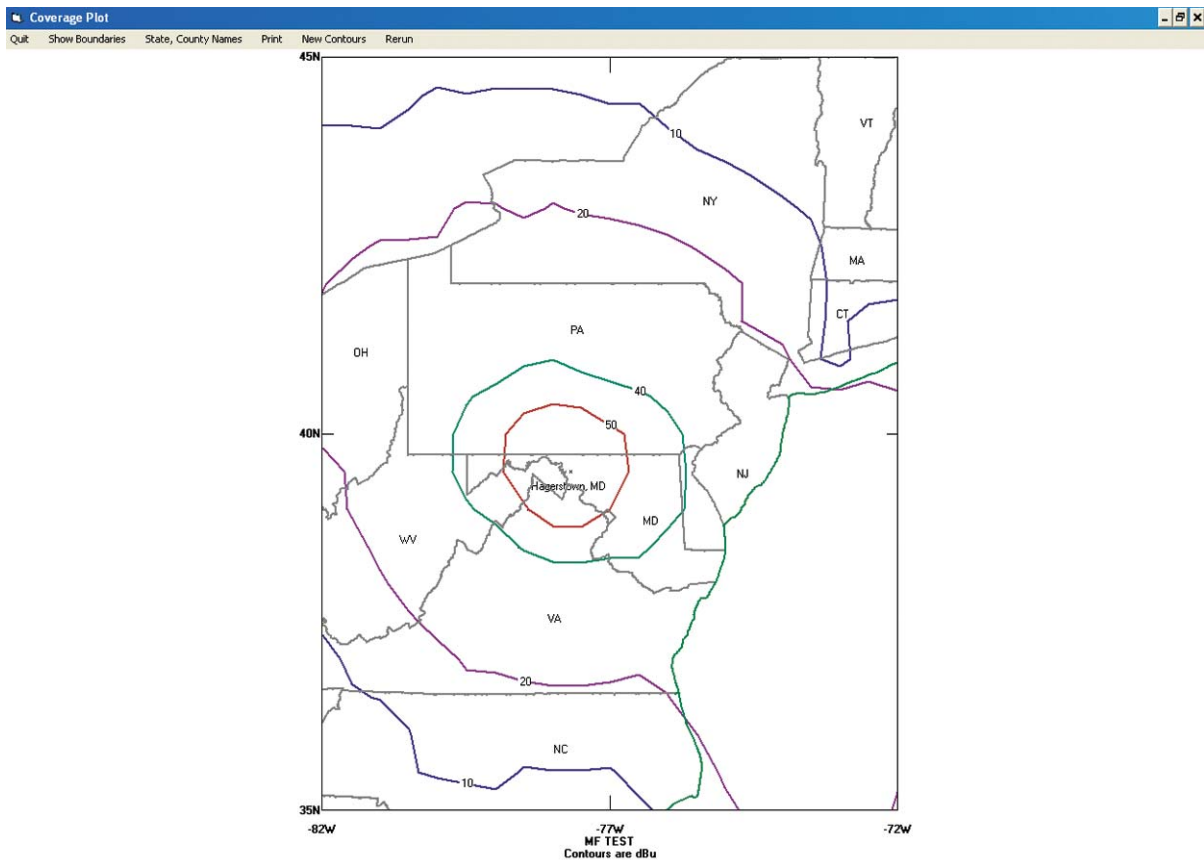 Coverage Plot
Quit Show Boundaries State, County Names Print New Contours Rerun
45N
VT
10
NY
20
MA
CT
PA
OH
40
50
40N
NJ
Hagerstown, MD
MD
WV
VA
20
NC
10
35N
-82W -77W -72W
MF TEST
Contours are dBu